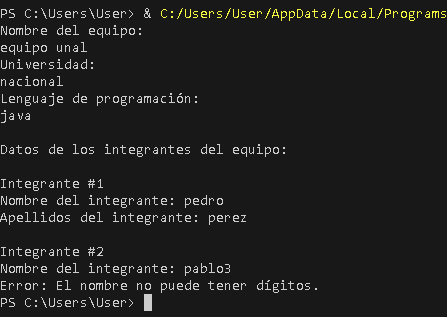 PS C:\Users\User> & C:/Users/User/AppData/Local/Programs
Nombre del equipo:
equipo unal
Universidad:
nacional
Lenguaje de programación:
java
Datos de los integrantes del equipo:
Integrante #1
Nombre del integrante: pedro
Apellidos del integrante: perez
Integrante #2
Nombre del integrante: pablo3
Error: El nombre no puede tener dígitos.
PS C:\Users\User>